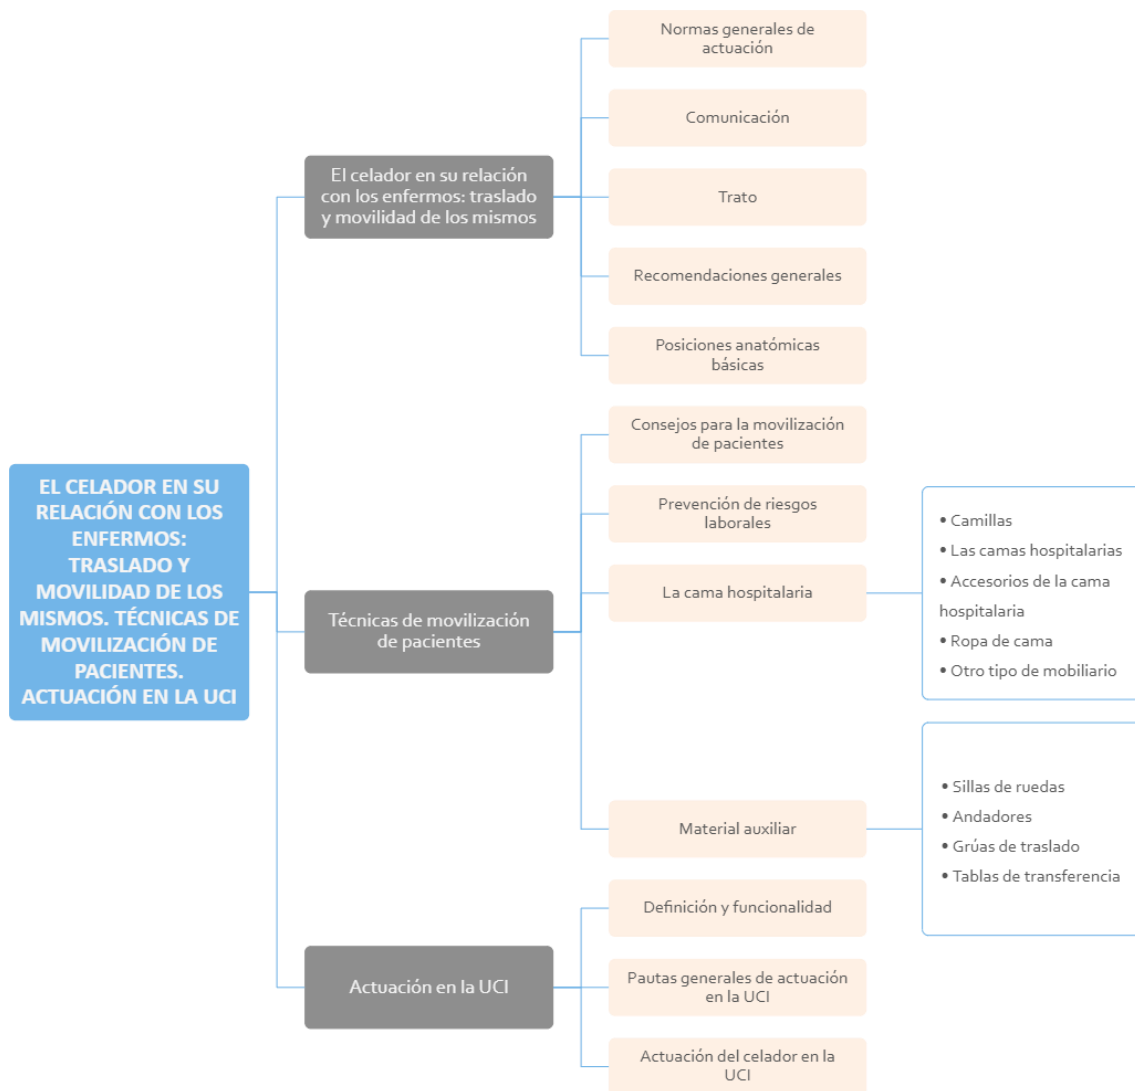 EL CELADOR EN SU
RELACIÓN CON LOS
ENFERMOS:
TRASLADO Y
MOVILIDAD DE LOS
MISMOS. TÉCNICAS DE
MOVILIZACIÓN DE
PACIENTES.
ACTUACIÓN EN LA UCI
El celador en su relación
con los enfermos: traslado
y movilidad de los mismos
Normas generales de
actuación
Comunicación
Trato
Recomendaciones generales
Posiciones anatómicas
básicas
Técnicas de movilización
de pacientes
Consejos para la movilización
de pacientes
Prevención de riesgos
laborales
La cama hospitalaria
• Camillas
• Las camas hospitalarias
• Accesorios de la cama
hospitalaria
• Ropa de cama
• Otro tipo de mobiliario
Material auxiliar
• Sillas de ruedas
• Andadores
• Grúas de traslado
• Tablas de transferencia
Actuación en la UCI
Definición y funcionalidad
Pautas generales de actuación
en la UCI
Actuación del celador en la
UCI